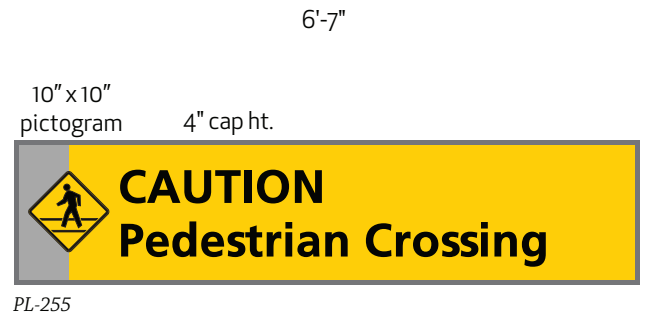 6'-7"
10" x 10"
pictogram
4" cap ht.
CAUTION
Pedestrian Crossing
PL-255